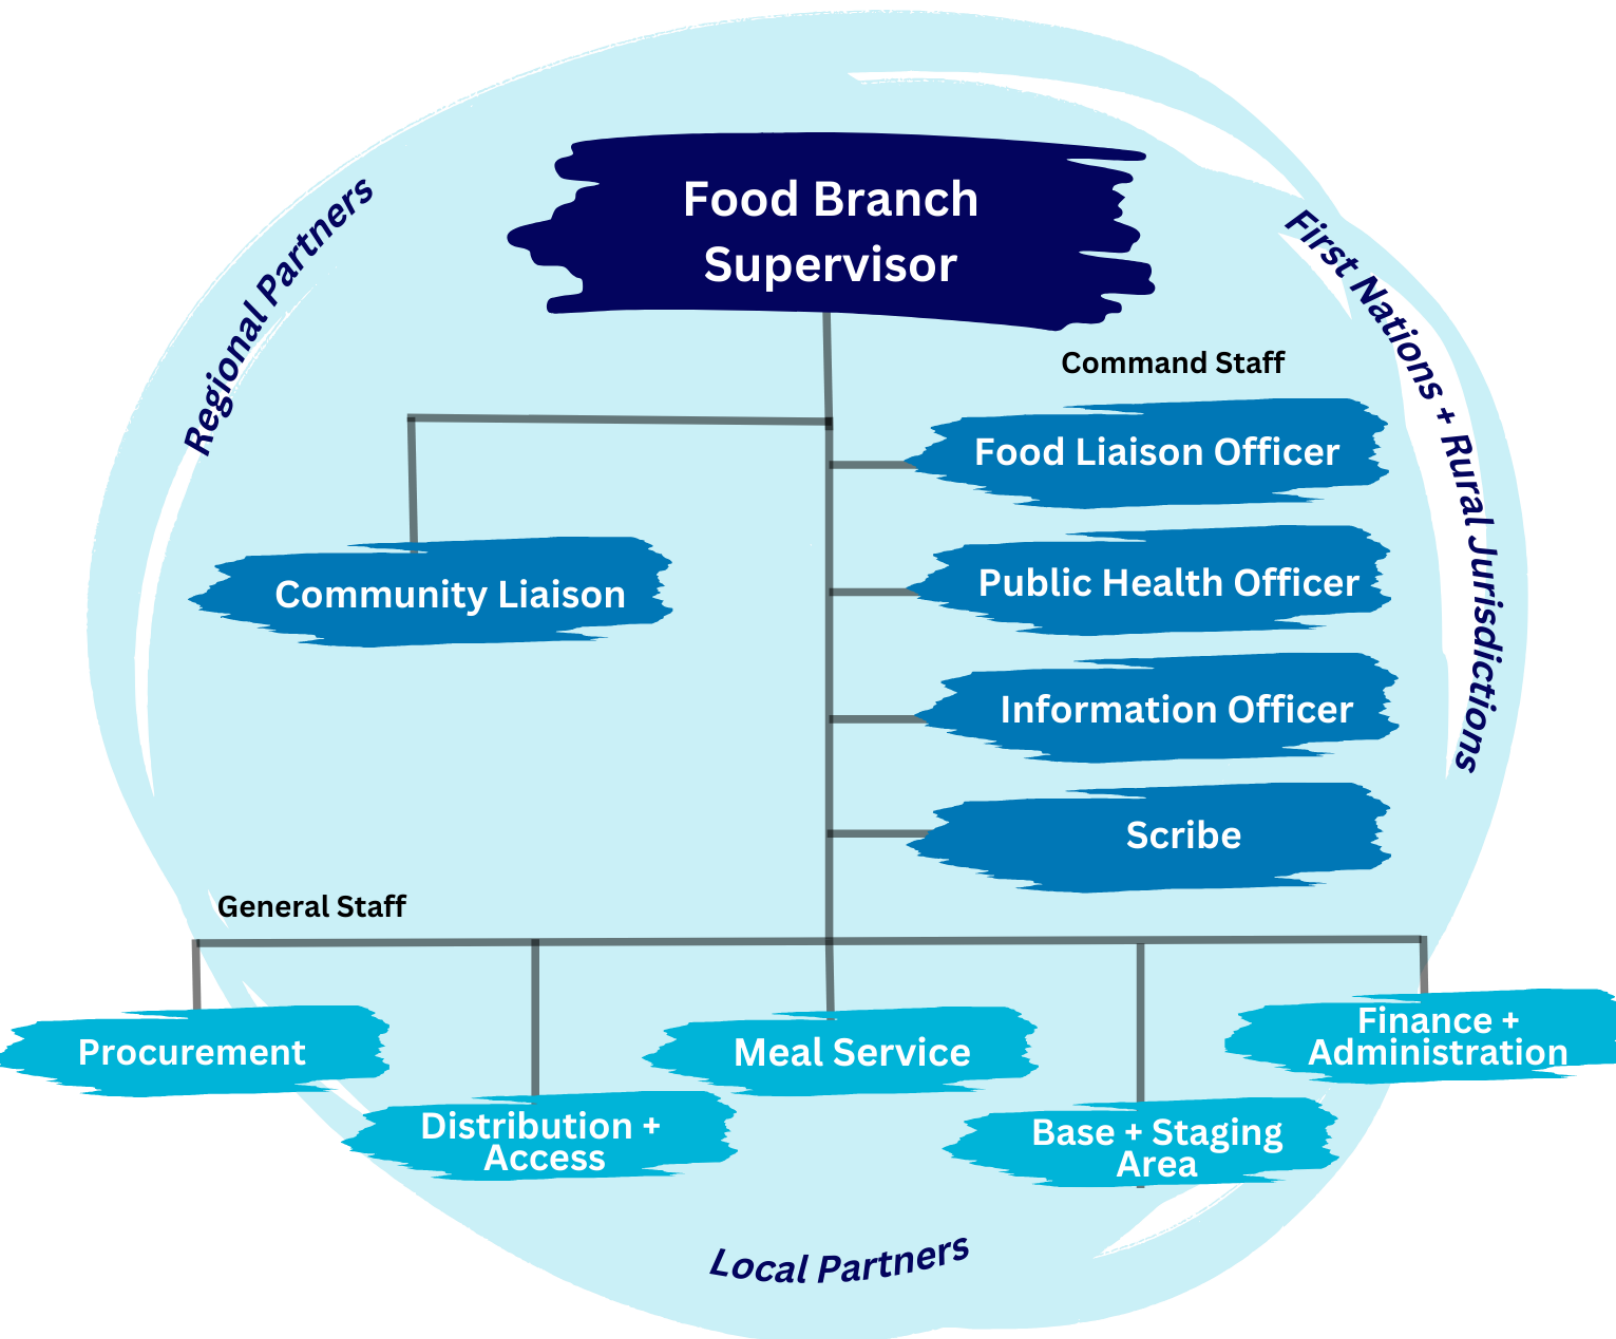 Food Branch
Supervisor
Regional Partners
First Nations + Rural Jurisdictions
Command Staff
Food Liaison Officer
Community Liaison
Public Health Officer
Information Officer
Scribe
General Staff
Procurement
Distribution +
Access
Meal Service
Base + Staging
Area
Finance +
Administration
Local Partners